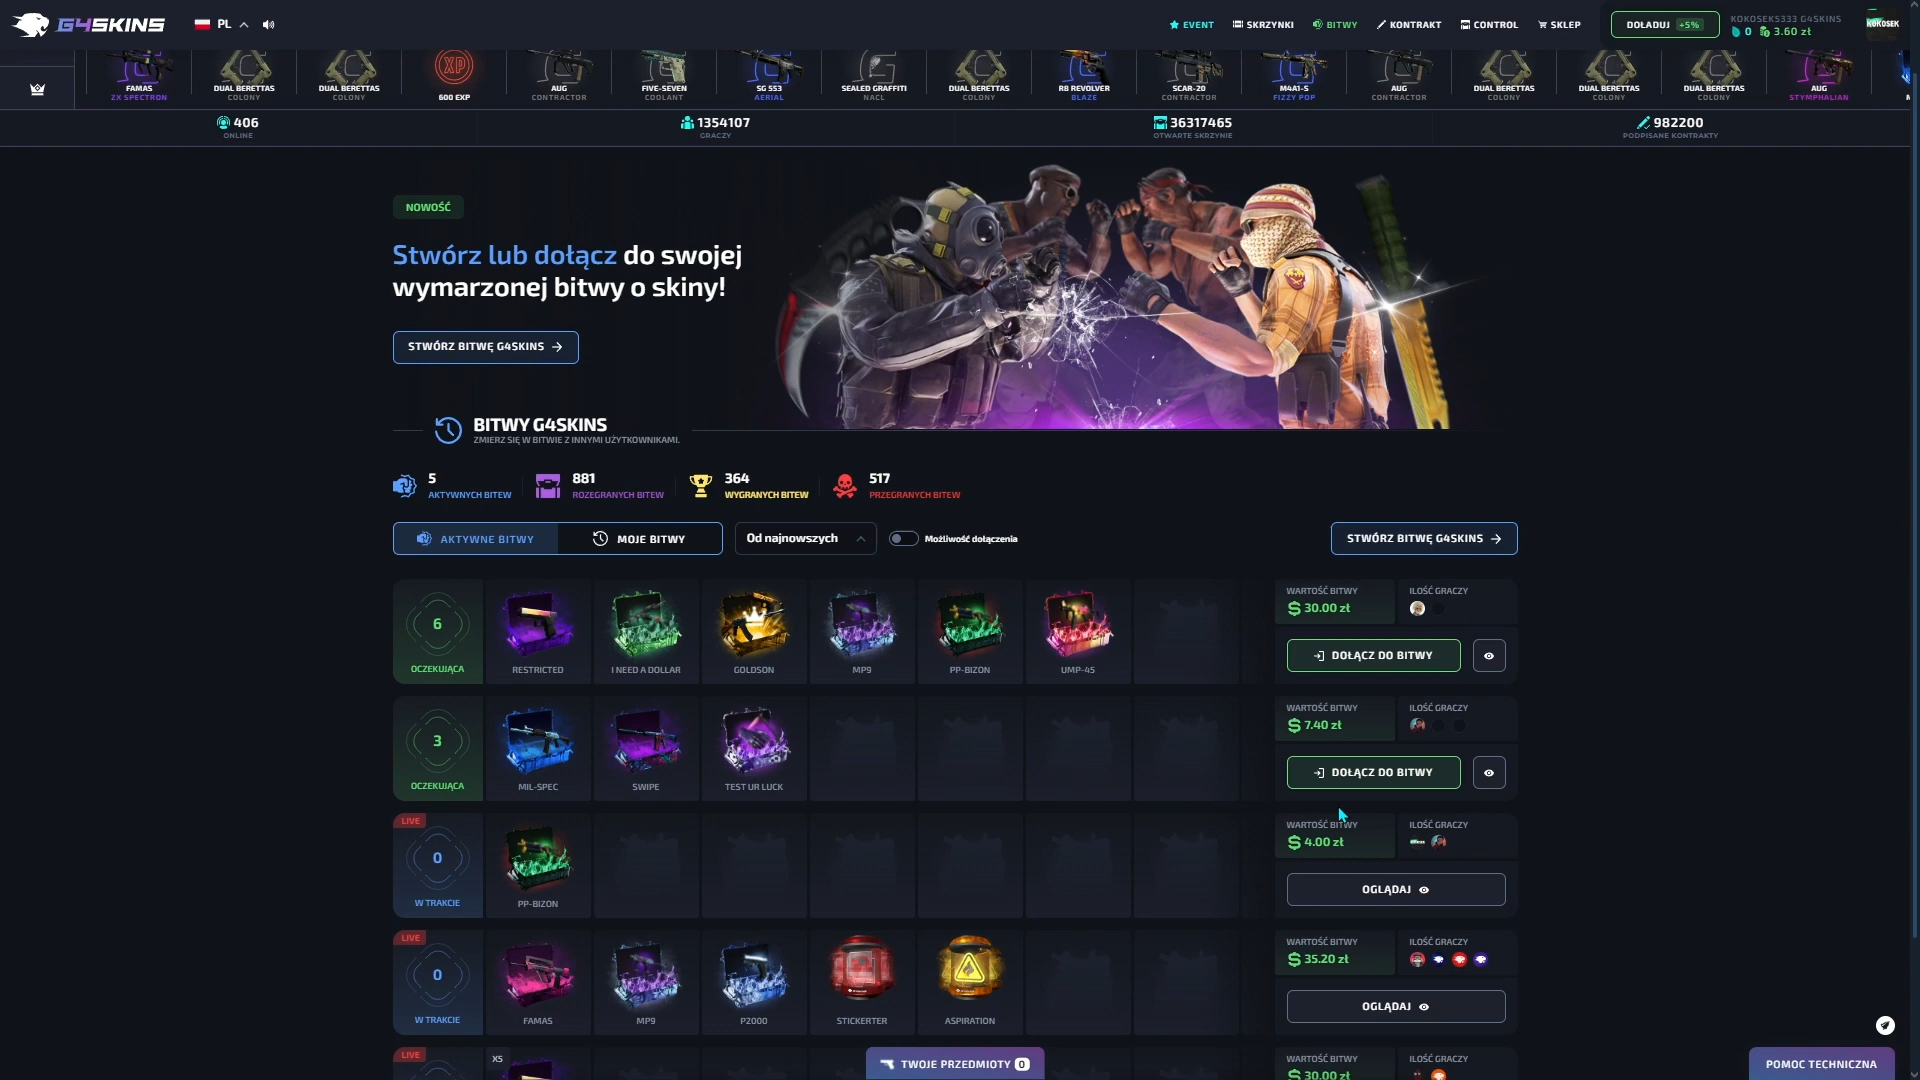 G4SKINS
PL
EVENT
SKRZYNKI
BITWY
KONTRAKT
CONTROL
SKLEP
DOŁADUJ +5%
KOKOSEKS333 G4SKINS
0 3.60 zł
KOKOSEK
FAMAS
ZX SPECTRON
DUAL BERETTAS
COLONY
DUAL BERETTAS
COLONY
XP
600 EXP
AUG
CONTRACTOR
FIVE-SEVEN
COOLANT
SG 553
AERIAL
SEALED GRAFFITI
NACL
DUAL BERETTAS
COLONY
R8 REVOLVER
BLAZE
SCAR-20
CONTRACTOR
M4A1-S
FIZZY POP
AUG
CONTRACTOR
DUAL BERETTAS
COLONY
DUAL BERETTAS
COLONY
DUAL BERETTAS
COLONY
AUG
STYMPHALIAN
406
ONLINE
1354107
GRACZY
36317465
OTWARTE SKRZYNIE
982200
PODPISANE KONTRAKTY
NOWOŚĆ
Stwórz lub dołącz do swojej
wymarzonej bitwy o skiny!
STWÓRZ BITWĘ G4SKINS
BITWY G4SKINS
ZMIERZ SIĘ W BITWIE Z INNYMI UŻYTKOWNIKAMI.
5
AKTYWNYCH BITEW
881
ROZEGRANYCH BITEW
364
WYGRANYCH BITEW
517
PRZEGRANYCH BITEW
AKTYWNE BITWY
MOJE BITWY
Od najnowszych
Możliwość dołączenia
STWÓRZ BITWĘ G4SKINS
6
OCZEKUJĄCA
RESTRICTED
I NEED A DOLLAR
GOLDSON
MP9
PP-BIZON
UMP-45
WARTOŚĆ BITWY
30.00 zł
ILOŚĆ GRACZY
DOŁĄCZ DO BITWY
3
OCZEKUJĄCA
MIL-SPEC
SWIPE
TEST UR LUCK
WARTOŚĆ BITWY
7.40 zł
ILOŚĆ GRACZY
DOŁĄCZ DO BITWY
LIVE
0
W TRAKCIE
PP-BIZON
WARTOŚĆ BITWY
4.00 zł
ILOŚĆ GRACZY
OGLĄDAJ
LIVE
0
W TRAKCIE
FAMAS
MP9
P2000
STICKERTER
ASPIRATION
WARTOŚĆ BITWY
35.20 zł
ILOŚĆ GRACZY
OGLĄDAJ
LIVE
X5
WARTOŚĆ BITWY
30.00 zł
ILOŚĆ GRACZY
TWOJE PRZEDMIOTY 0
POMOC TECHNICZNA